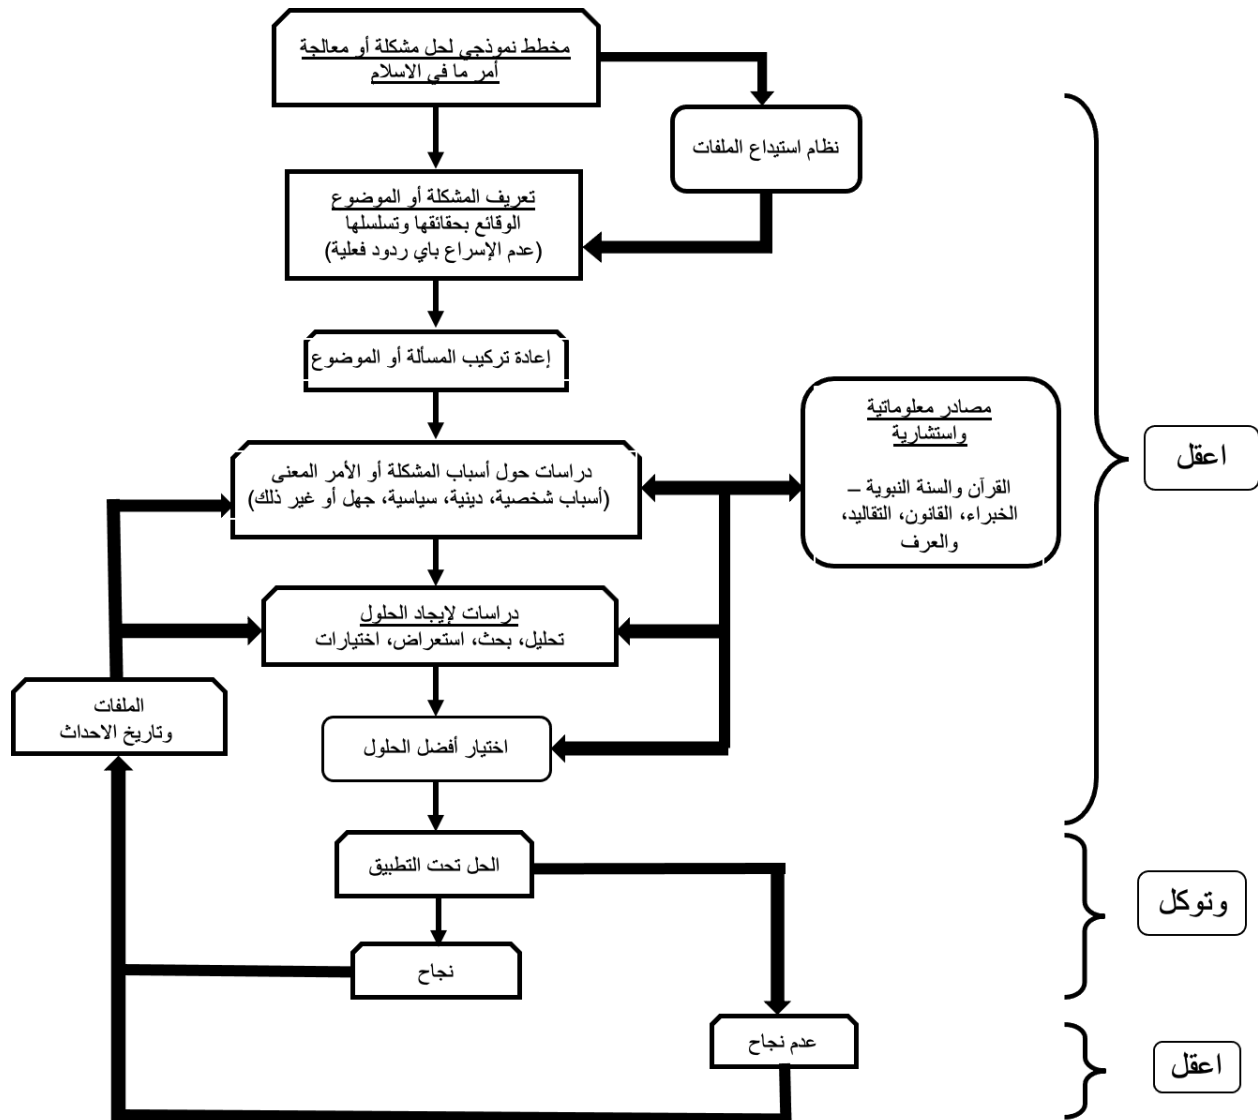 مخطط نموذجي لحل مشكلة أو معالجة
أمر ما في الاسلام
نظام استيداع الملفات
تعريف المشكلة أو الموضوع
الوقائع بحقائقها وتسلسلها
(عدم الإسراع باي ردود فعلية)
إعادة تركيب المسألة أو الموضوع
مصادر معلوماتية
واستشارية
القرآن والسنة النبوية –
الخبراء، القانون، التقاليد،
والعرف
اعقل
دراسات حول أسباب المشكلة أو الأمر المعنى
(أسباب شخصية، دينية، سياسية، جهل أو غير ذلك)
دراسات لإيجاد الحلول
تحليل، بحث، استعراض، اختيارات
الملفات
وتاريخ الاحداث
اختيار أفضل الحلول
الحل تحت التطبيق
وتوكل
نجاح
عدم نجاح
اعقل